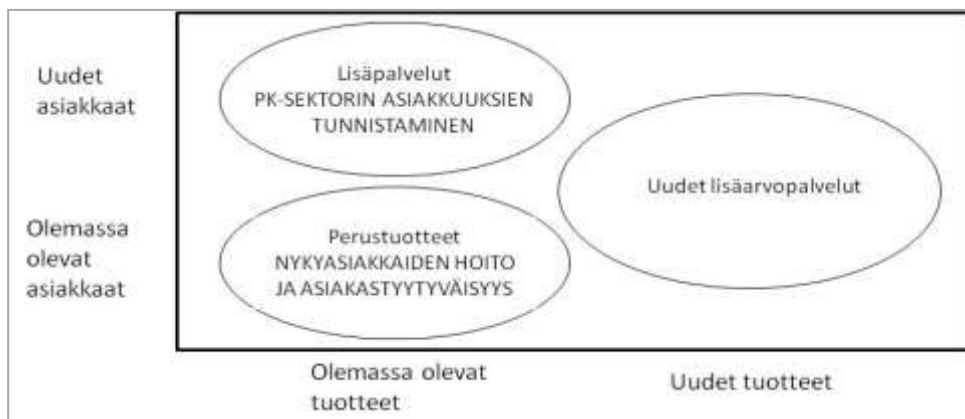 Uudet
asiakkaat
Lisäpalvelut
PK-SEKTORIN ASIAKKUUKSIEN
TUNNISTAMINEN
Uudet lisäarvopalvelut
Olemassa
olevat
asiakkaat
Perustuotteet
NYKYASIAKKAIDEN HOITO
JA ASIAKASTYYTYVÄISYYS
Olemassa olevat
tuotteet
Uudet tuotteet